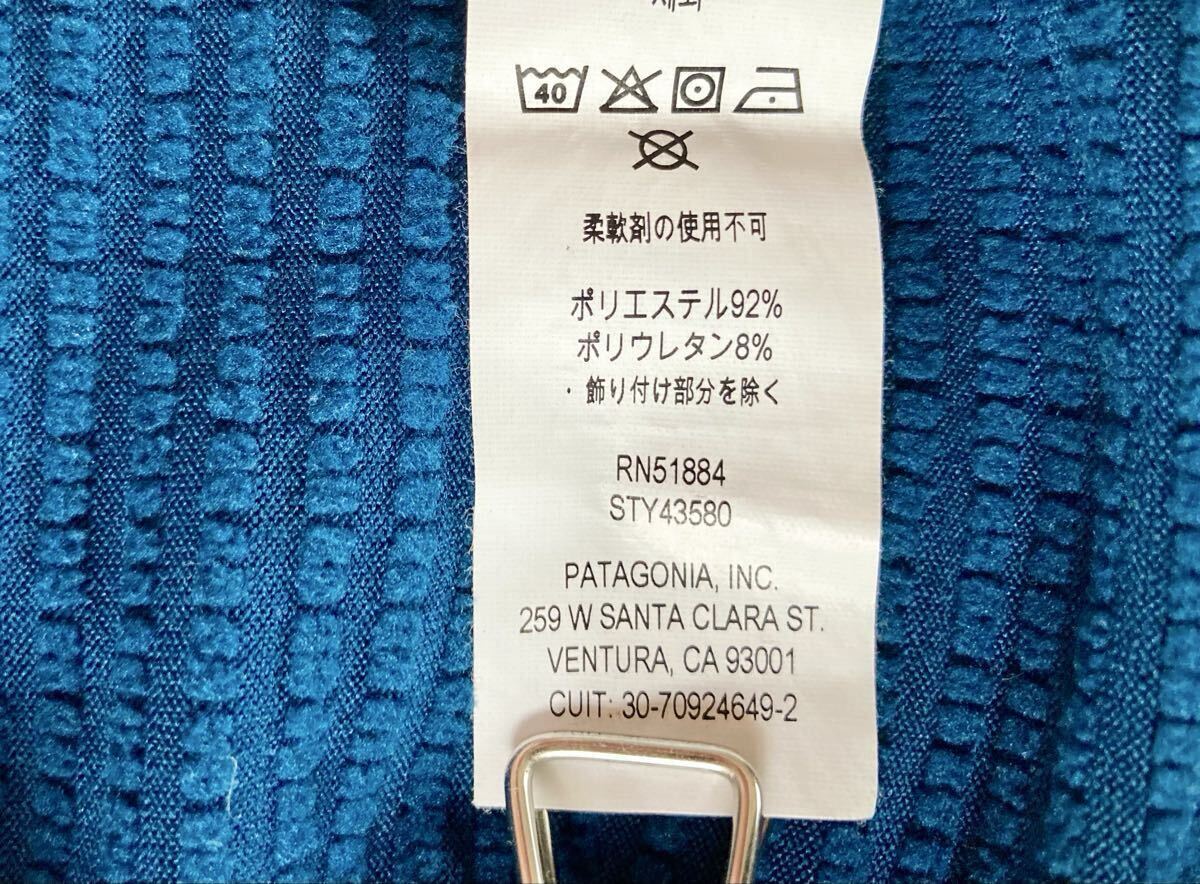 40
柔軟剤の使用不可
ポリエステル92%
ポリウレタン8%
・飾り付け部分を除く
RN51884
STY43580
PATAGONIA, INC.
259 W SANTA CLARA ST.
VENTURA, CA 93001
CUIT: 30-70924649-2